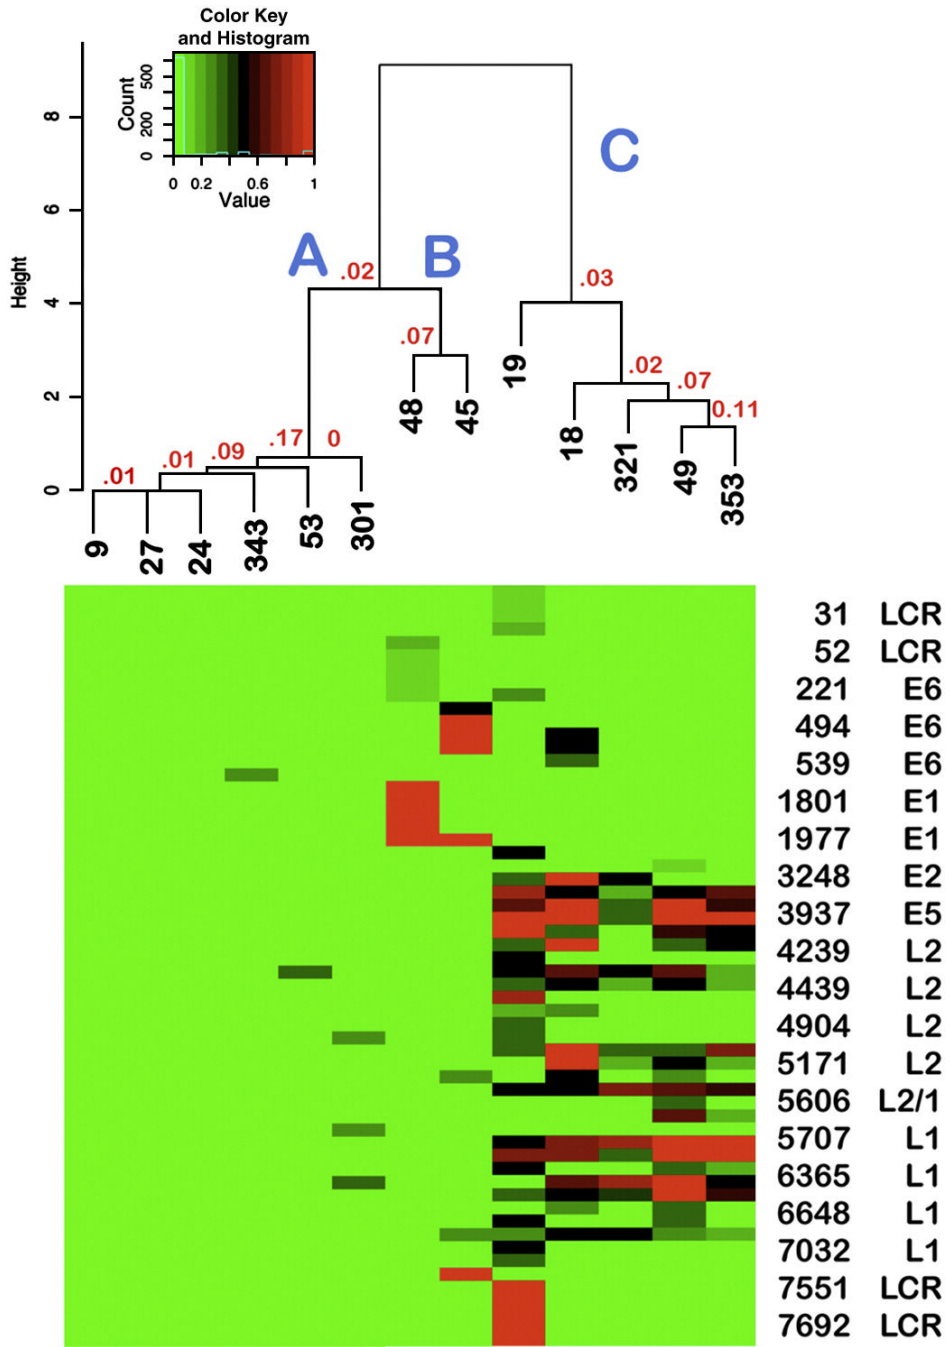 Color Key
and Histogram
Count
0 200 500
0 0.2 0.6 1
Value
Height
0 2 4 6 8
A B C
.02
.03
.07
.02
.07
0.11
.17 0
.09
.01
.01
19
48 45
18
321
49
353
9 27 24 343 53 301
31 LCR
52 LCR
221 E6
494 E6
539 E6
1801 E1
1977 E1
3248 E2
3937 E5
4239 L2
4439 L2
4904 L2
5171 L2
5606 L2/1
5707 L1
6365 L1
6648 L1
7032 L1
7551 LCR
7692 LCR